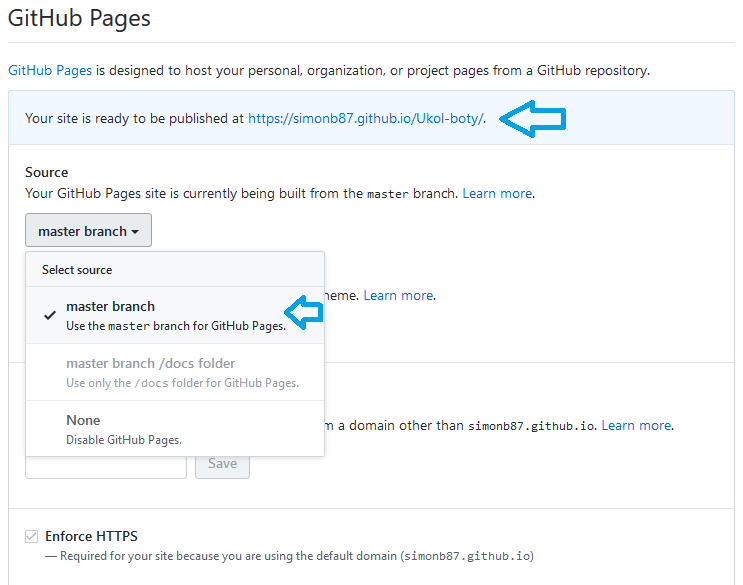 GitHub Pages
GitHub Pages is designed to host your personal, organization, or project pages from a GitHub repository.
Your site is ready to be published at https://simonb87.github.io/Ukol-boty/.
Source
Your GitHub Pages site is currently being built from the master branch. Learn more.
master branch
Select source
master branch
heme. Learn more.
Use the master branch for GitHub Pages.
master branch /docs folder
Use only the /docs folder for GitHub Pages.
None
m a domain other than simonb87.github.io. Learn more.
Disable GitHub Pages.
Save
Enforce HTTPS
— Required for your site because you are using the default domain (simonb87.github.io)